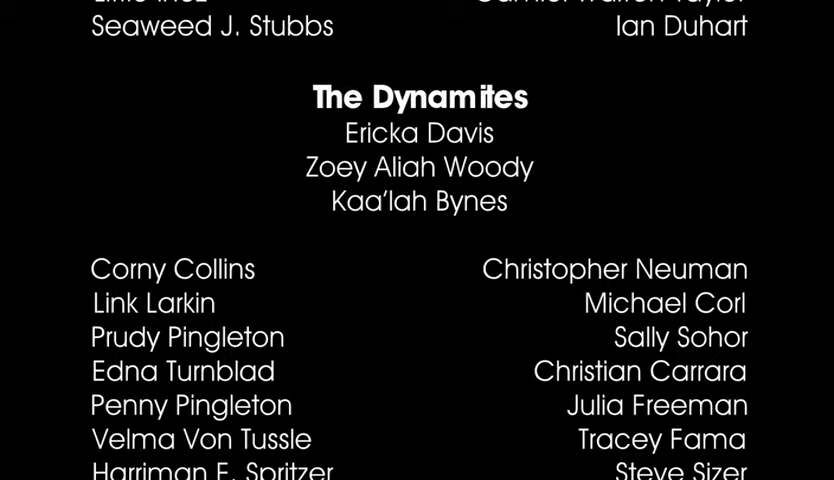 Seaweed J. Stubbs Ian Duhart
The Dynamites
Ericka Davis
Zoey Aliah Woody
Kaa'lah Bynes
Corny Collins Christopher Neuman
Link Larkin Michael Corl
Prudy Pingleton Sally Sohor
Edna Turnblad Christian Carrara
Penny Pingleton Julia Freeman
Velma Von Tussle Tracey Fama
Harriman F. Spritzer Steve Sizer